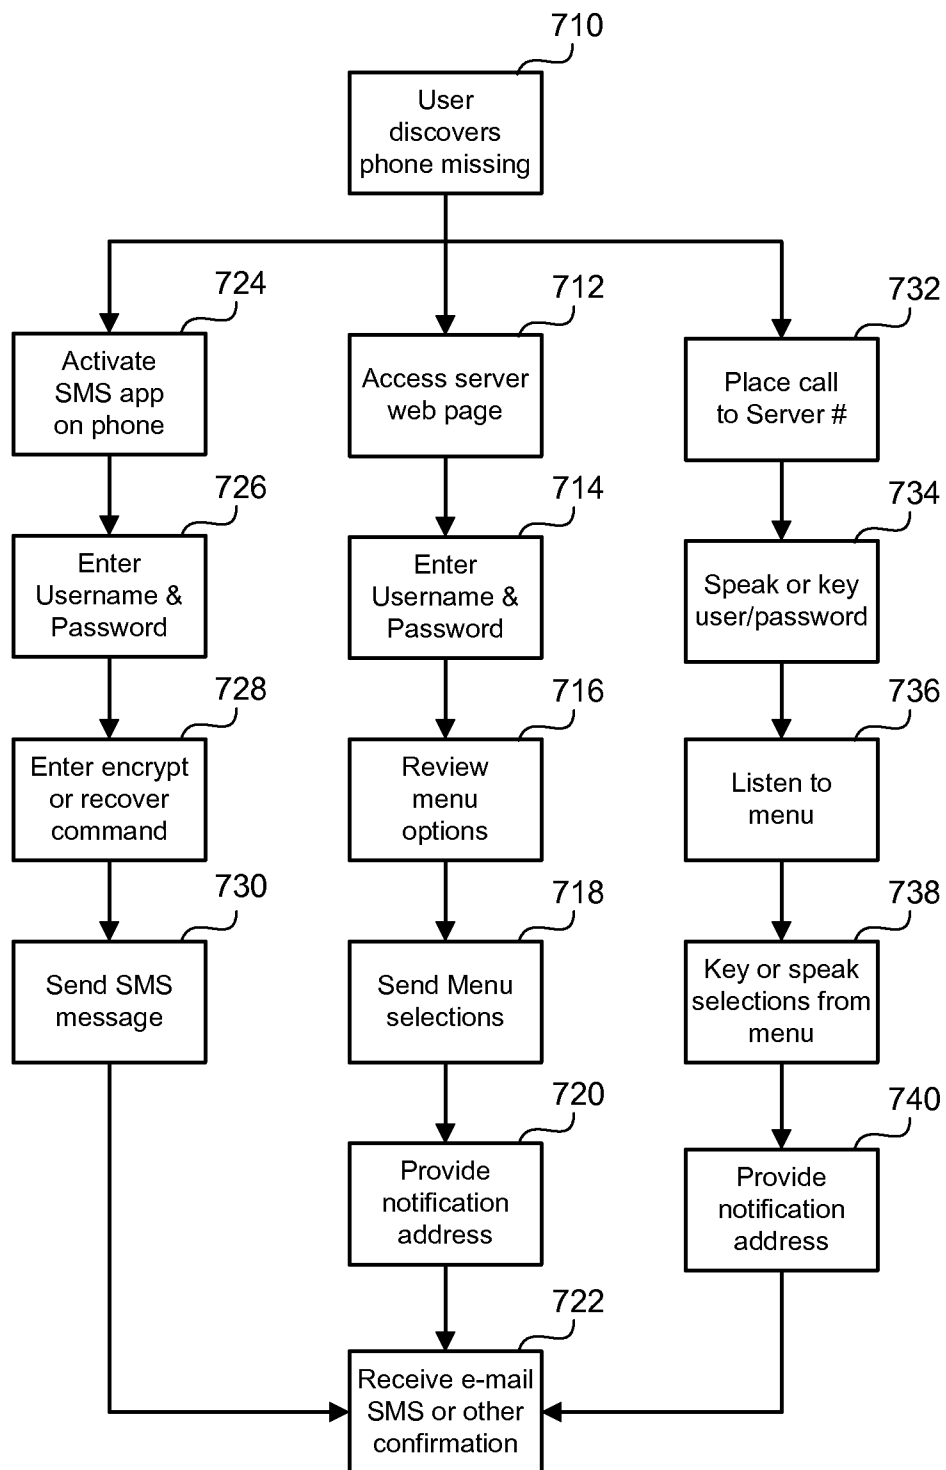 710
User
discovers
phone missing
724
Activate
SMS app
on phone
726
Enter
Username &
Password
728
Enter encrypt
or recover
command
730
Send SMS
message
712
Access server
web page
714
Enter
Username &
Password
716
Review
menu
options
718
Send Menu
selections
720
Provide
notification
address
732
Place call
to Server #
734
Speak or key
user/password
736
Listen to
menu
738
Key or speak
selections from
menu
740
Provide
notification
address
722
Receive e-mail
SMS or other
confirmation